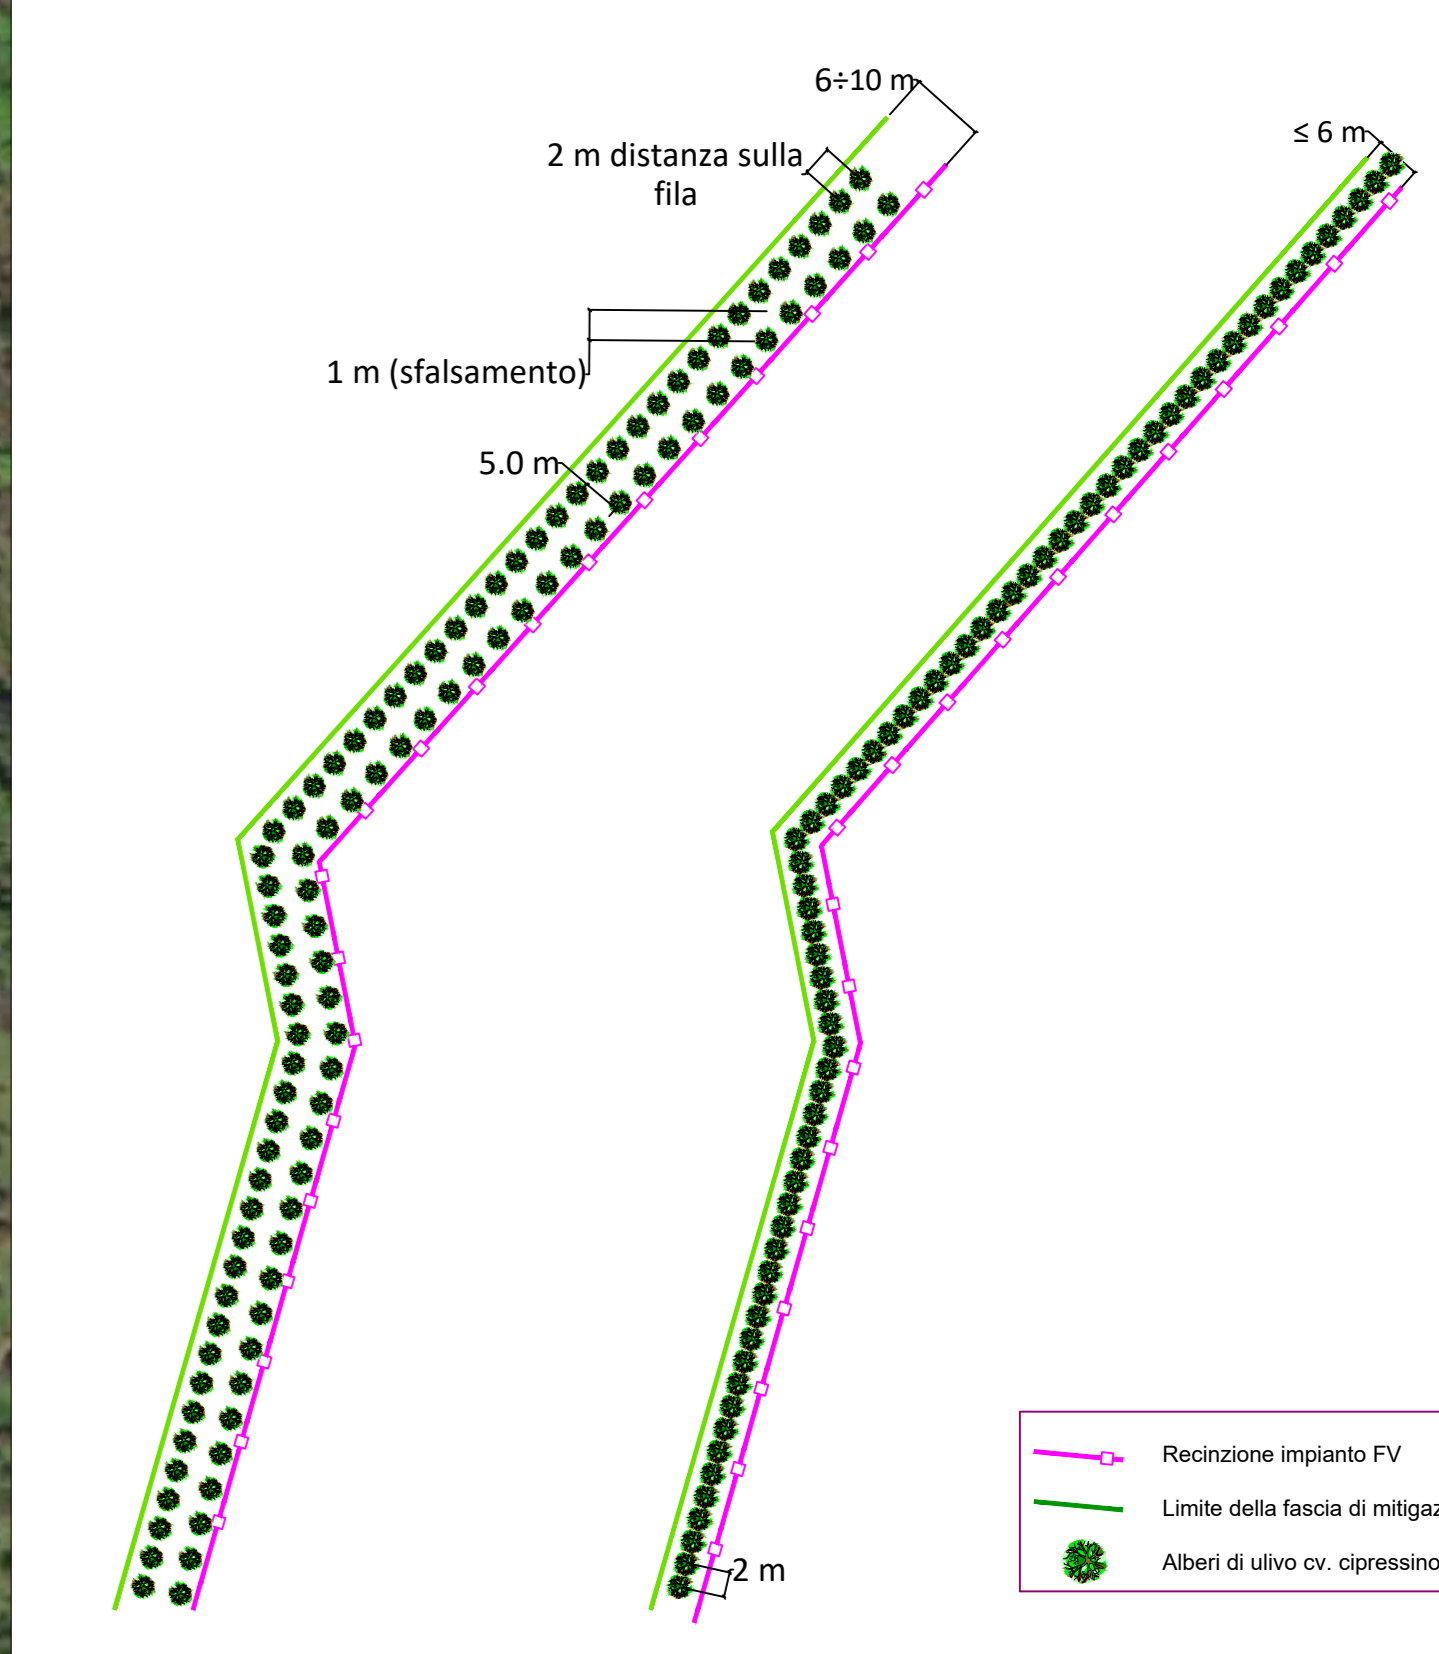 6÷10 m
≤ 6 m
2 m distanza sulla
fila
1 m (sfalsamento)
5.0 m
2 m
Recinzione impianto FV
Limite della fascia di mitigaz
Alberi di ulivo cv. cipressino